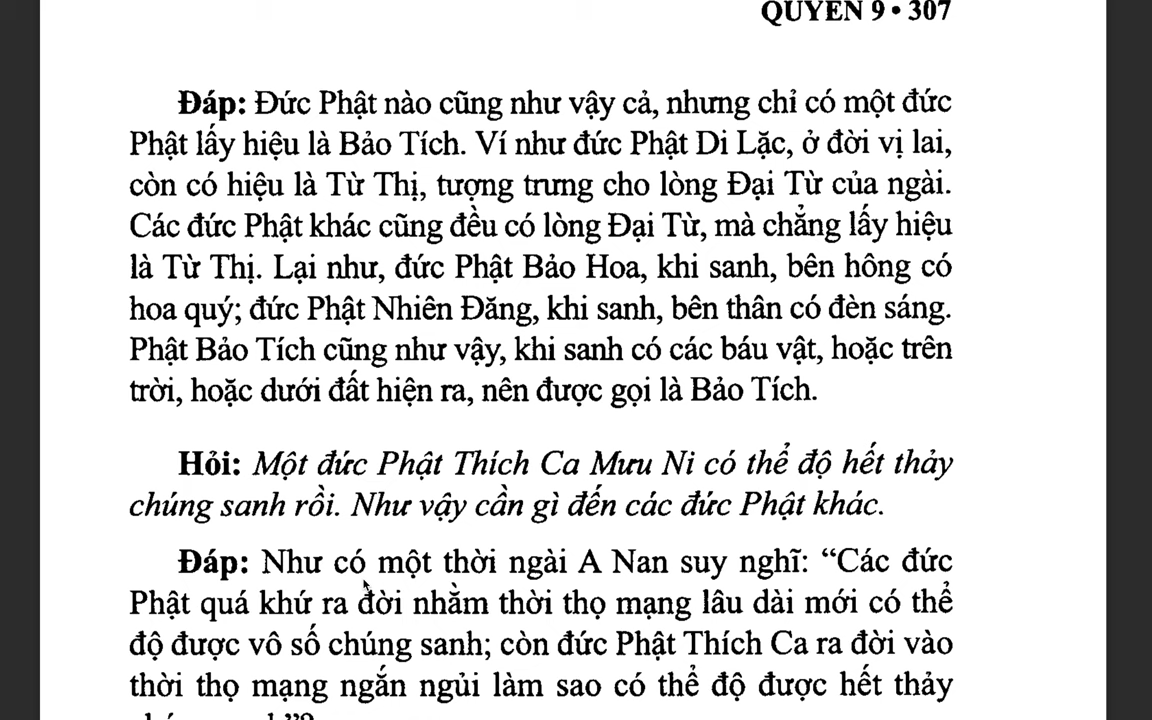 QUYỂN 9 • 307
Đáp: Đức Phật nào cũng như vậy cả, nhưng chỉ có một đức
Phật lấy hiệu là Bảo Tích. Ví như đức Phật Di Lặc, ở đời vị lai,
còn có hiệu là Từ Thị, tượng trưng cho lòng Đại Từ của ngài.
Các đức Phật khác cũng đều có lòng Đại Từ, mà chẳng lấy hiệu
là Từ Thị. Lại như, đức Phật Bảo Hoa, khi sanh, bên hông có
hoa quý; đức Phật Nhiên Đăng, khi sanh, bên thân có đèn sáng.
Phật Bảo Tích cũng như vậy, khi sanh có các báu vật, hoặc trên
trời, hoặc dưới đất hiện ra, nên được gọi là Bảo Tích.
Hỏi: Một đức Phật Thích Ca Mưu Ni có thể độ hết thảy
chúng sanh rồi. Như vậy cần gì đến các đức Phật khác.
Đáp: Như có một thời ngài A Nan suy nghĩ: “Các đức
Phật quá khứ ra đời nhằm thời thọ mạng lâu dài mới có thể
độ được vô số chúng sanh; còn đức Phật Thích Ca ra đời vào
thời thọ mạng ngắn ngủi làm sao có thể độ được hết thảy